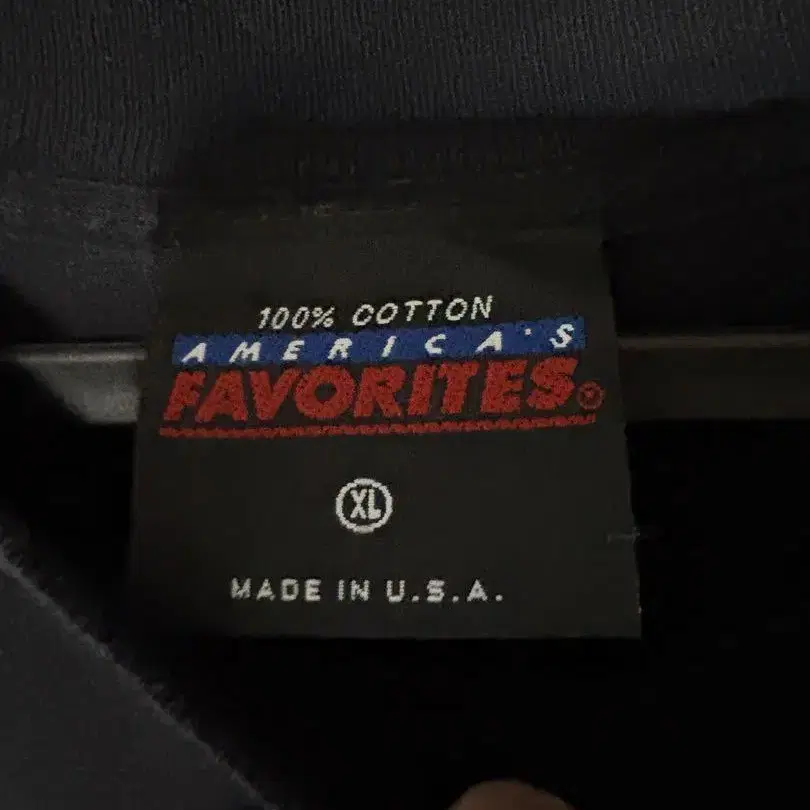 100% COTTON
AMERICA'S
FAVORITES®
XL
MADE IN U.S.A.